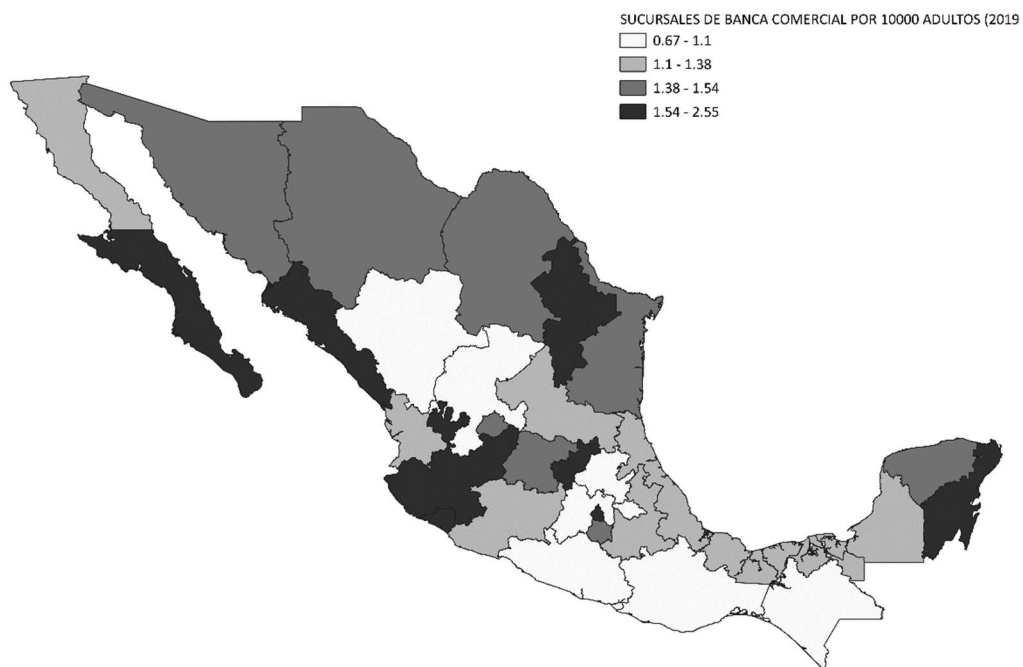 SUCURSALES DE BANCA COMERCIAL POR 10000 ADULTOS (2019
0.67 - 1.1
1.1 - 1.38
1.38 - 1.54
1.54 - 2.55